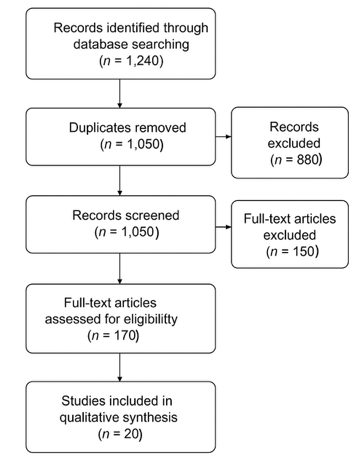 Records identified through
database searching
(n = 1,240)
Duplicates removed
(n = 1,050)
Records
excluded
(n = 880)
Records screened
(n = 1,050)
Full-text articles
excluded
(n = 150)
Full-text articles
assessed for eligibilitty
(n = 170)
Studies included in
qualitative synthesis
(n = 20)